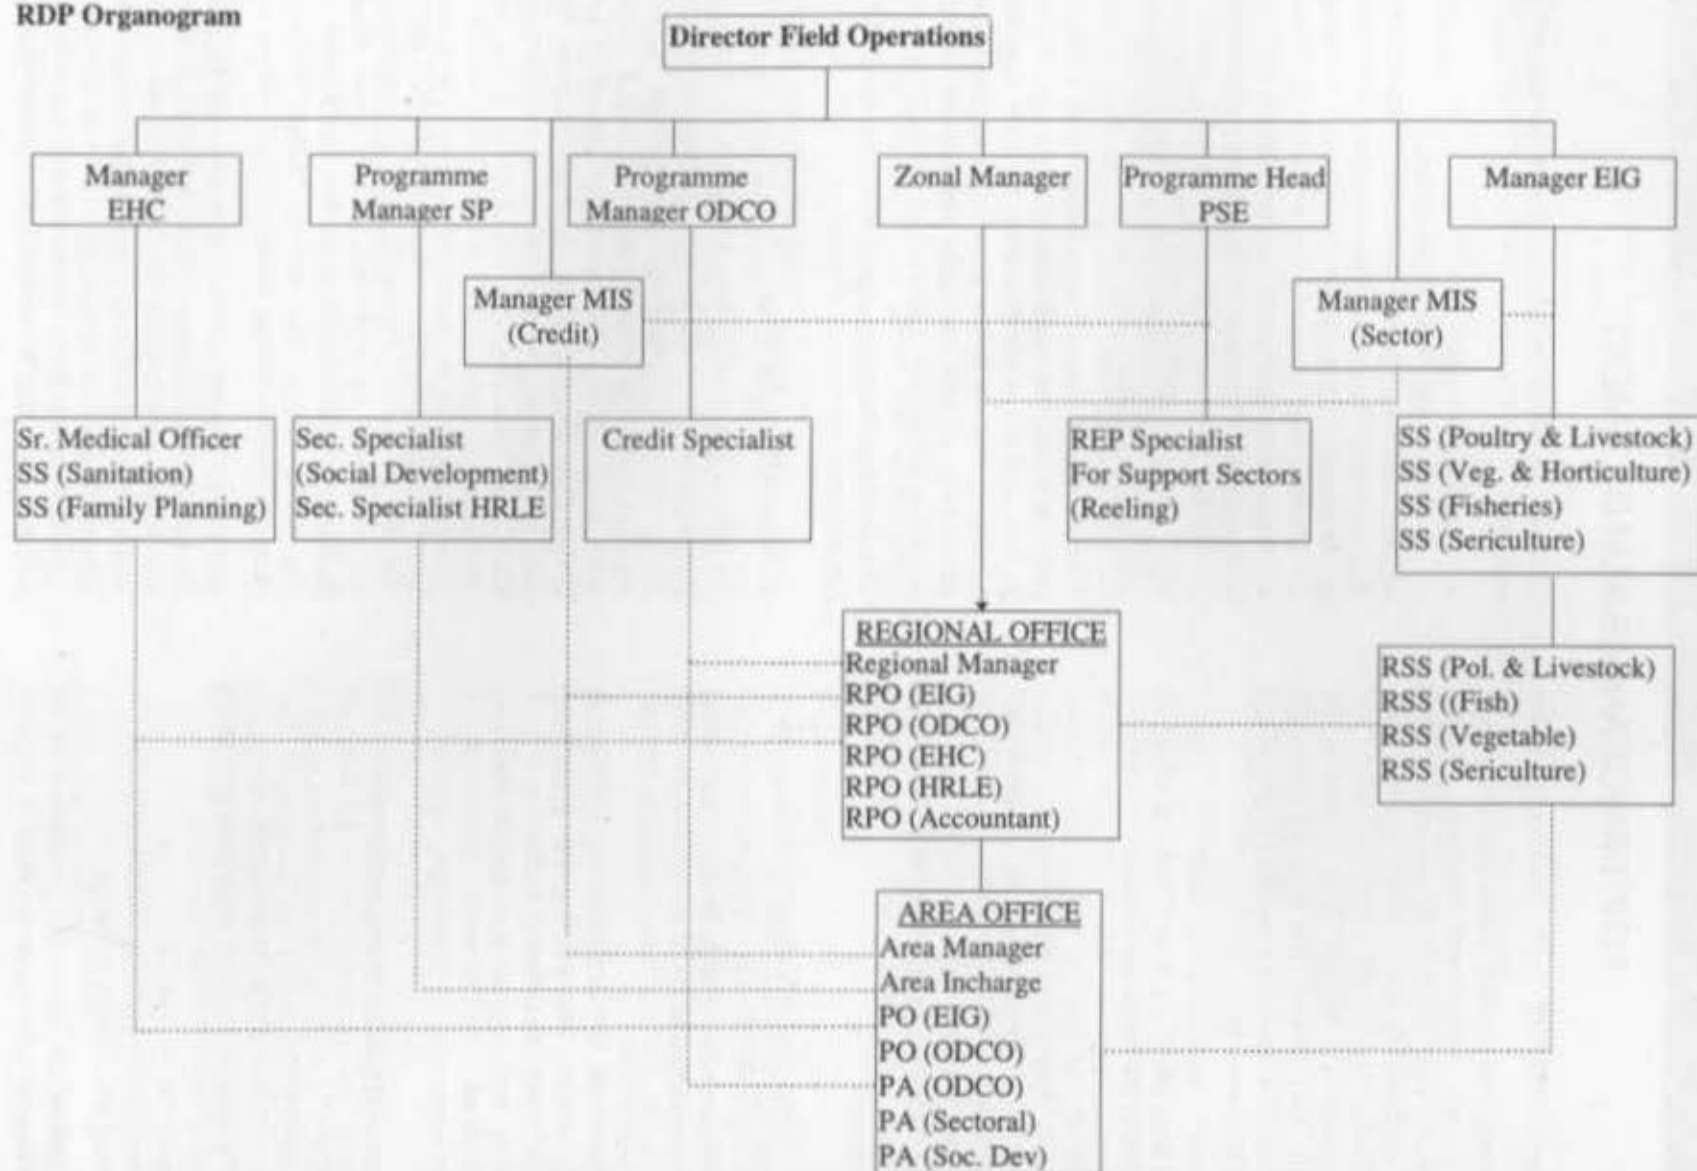 RDP Organogram
Director Field Operations
Manager
EHC
Programme
Manager SP
Programme
Manager ODCO
Zonal Manager
Programme Head
PSE
Manager EIG
Manager MIS
(Credit)
Manager MIS
(Sector)
Sr. Medical Officer
SS (Sanitation)
SS (Family Planning)
Sec. Specialist
(Social Development)
Sec. Specialist HRLE
Credit Specialist
REP Specialist
For Support Sectors
(Reeling)
SS (Poultry & Livestock)
SS (Veg. & Horticulture)
SS (Fisheries)
SS (Sericulture)
REGIONAL OFFICE
Regional Manager
RPO (EIG)
RPO (ODCO)
RPO (EHC)
RPO (HRLE)
RPO (Accountant)
RSS (Pol. & Livestock)
RSS ((Fish)
RSS (Vegetable)
RSS (Sericulture)
AREA OFFICE
Area Manager
Area Incharge
PO (EIG)
PO (ODCO)
PA (ODCO)
PA (Sectoral)
PA (Soc. Dev)